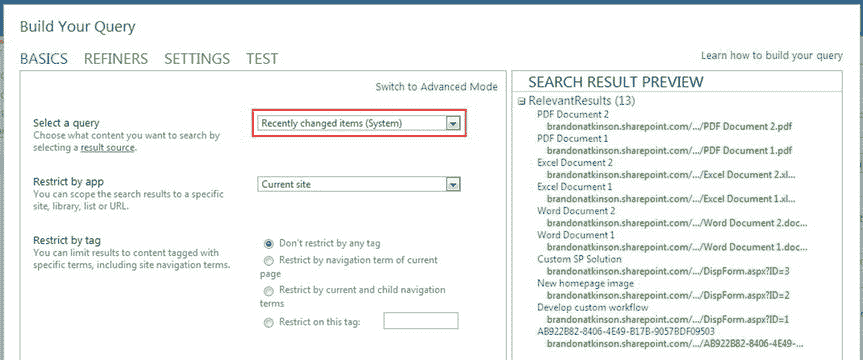 Build Your Query
BASICS REFINERS SETTINGS TEST
Learn how to build your query
Switch to Advanced Mode
Select a query
Choose what content you want to search by
selecting a result source.
Recently changed items (System)
Restrict by app
You can scope the search results to a specific
site, library, list or URL.
Current site
Restrict by tag
You can limit results to content tagged with
specific terms, including site navigation terms.
Don't restrict by any tag
Restrict by navigation term of current
page
Restrict by current and child navigation
terms
Restrict on this tag:
SEARCH RESULT PREVIEW
RelevantResults (13)
PDF Document 2
brandonatkinson.sharepoint.com/.../PDF Document 2.pdf
PDF Document 1
brandonatkinson.sharepoint.com/.../PDF Document 1.pdf
Excel Document 2
brandonatkinson.sharepoint.com/.../Excel Document 2.xl...
Excel Document 1
brandonatkinson.sharepoint.com/.../Excel Document 1.xl...
Word Document 2
brandonatkinson.sharepoint.com/.../Word Document 2.doc...
Word Document 1
brandonatkinson.sharepoint.com/.../Word Document 1.doc...
Custom SP Solution
brandonatkinson.sharepoint.com/.../DispForm.aspx?ID=3
New homepage image
brandonatkinson.sharepoint.com/.../DispForm.aspx?ID=2
Develop custom workflow
brandonatkinson.sharepoint.com/.../DispForm.aspx?ID=1
AB922B82-8406-4E49-B17B-9057BDF09503
brandonatkinson.sharepoint.com/.../AB922B82-8406-4E49-...